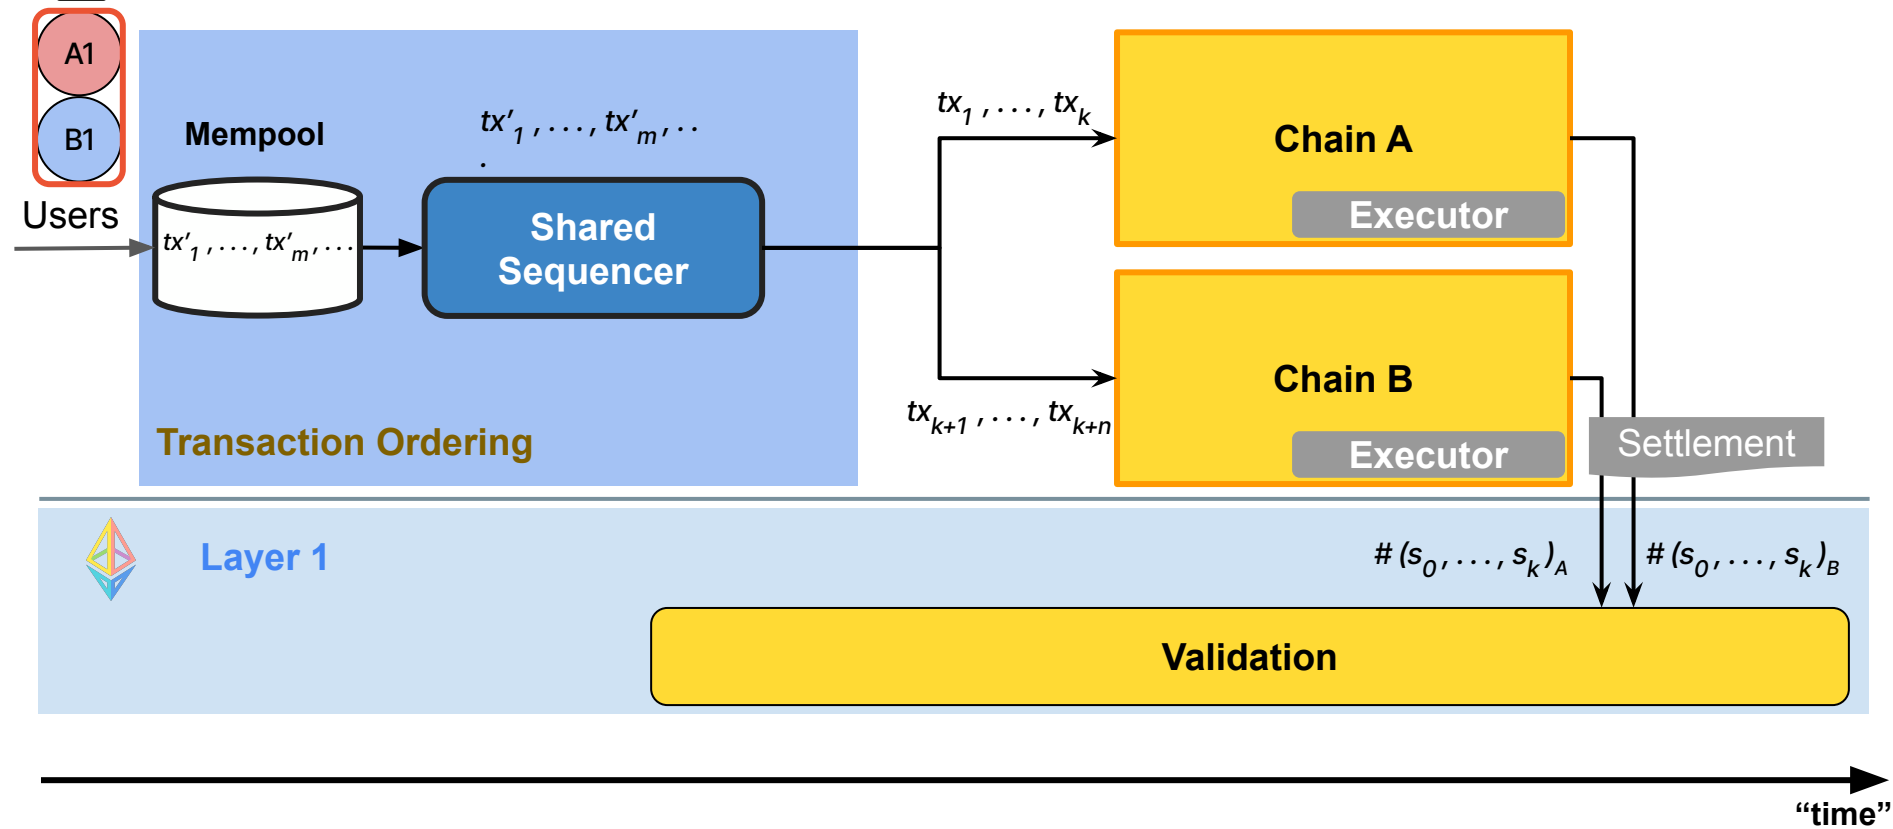 A1
B1
Users
Mempool
tx′1 , . . . , tx′m , . . .
tx′1 , . . . , tx′m , . .
.
Shared
Sequencer
Transaction Ordering
tx1 , . . . , txk
Chain A
Executor
txk+1 , . . . , txk+n
Chain B
Executor
Settlement
Layer 1
# (s0 , . . . , sk )A
# (s0 , . . . , sk )B
Validation
“time”